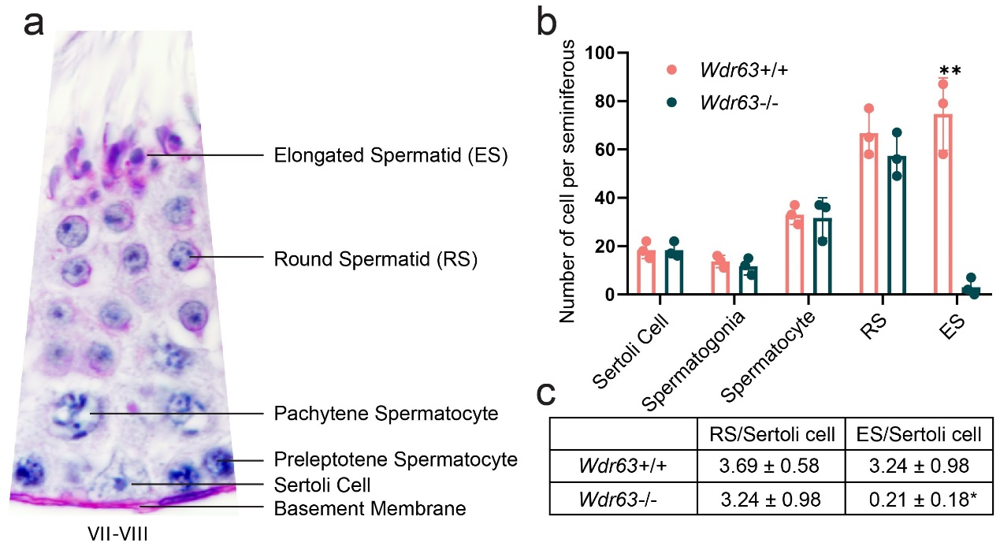 a
Elongated Spermatid (ES)
Round Spermatid (RS)
Pachytene Spermatocyte
Preleptotene Spermatocyte
Sertoli Cell
Basement Membrane
VII-VIII
b
Number of cell per seminiferous
100
80
60
40
20
0
Wdr63+/+
Wdr63-/-
**
Sertoli Cell
Spermatogonia
Spermatocyte
RS
ES
c
RS/Sertoli cell ES/Sertoli cell
Wdr63+/+ 3.69 ± 0.58 3.24 ± 0.98
Wdr63-/- 3.24 ± 0.98 0.21 ± 0.18*